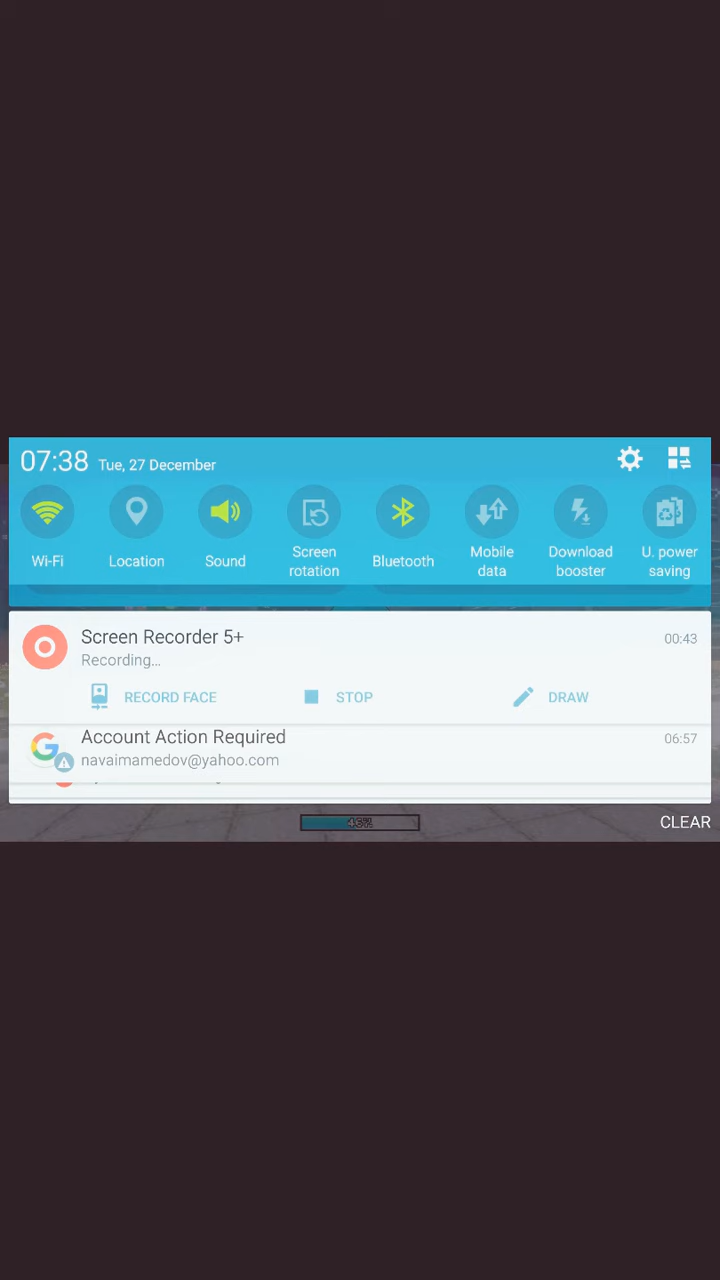 07:38 Tue, 27 December
Wi-Fi
Location
Sound
Screen
rotation
Bluetooth
Mobile
data
Download
booster
U. power
saving
Screen Recorder 5+
00:43
Recording...
RECORD FACE
STOP
DRAW
Account Action Required
06:57
navaimamedov@yahoo.com
CLEAR